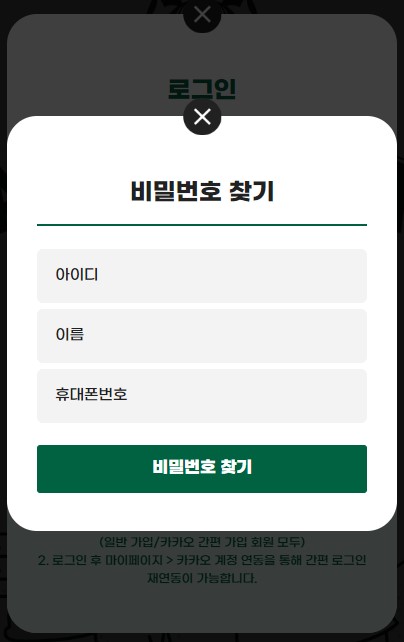 로그인
비밀번호 찾기
아이디
이름
휴대폰번호
비밀번호 찾기
(일반 가입/카카오 간편 가입 회원 모두)
2. 로그인 후 마이페이지 > 카카오 계정 연동을 통해 간편 로그인
재연동이 가능합니다.